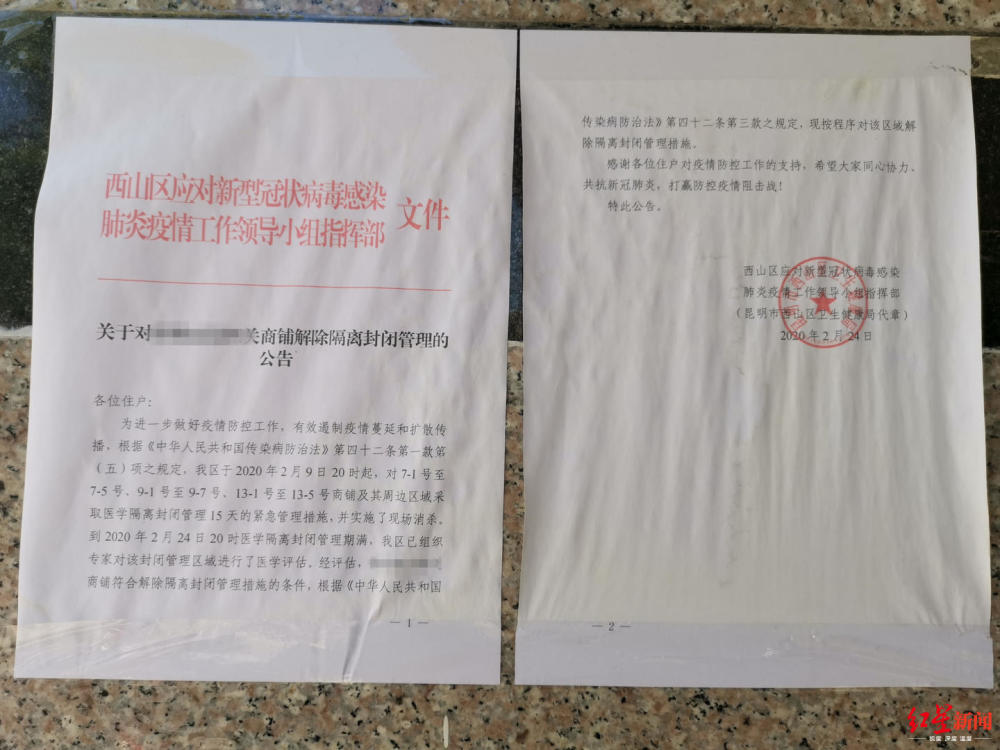 西山区应对新型冠状病毒感染
肺炎疫情工作领导小组指挥部
文件
关于对 关商铺解除隔离封闭管理的
公告
各位住户:
为进一步做好疫情防控工作，有效遏制疫情蔓延和扩散传
播，根据《中华人民共和国传染病防治法》第四十二条第一款第
（五）项之规定，我区于2020年2月9日20时起，对7-1号至
7-5号、9-1号至9-7号、13-1号至13-5号商铺及其周边区域采
取医学隔离封闭管理15天的紧急管理措施，并实施了现场消杀。
到2020年2月24日20时医学隔离封闭管理期满，我区已组织
专家对该封闭管理区域进行了医学评估。经评估，
商铺符合解除隔离封闭管理措施的条件，根据《中华人民共和国
— 1 —
传染病防治法》第四十二条第三款之规定，现按程序对该区域解
除隔离封闭管理措施。
感谢各位住户对疫情防控工作的支持，希望大家同心协力、
共抗新冠肺炎，打赢防控疫情阻击战！
特此公告。
西山区应对新型冠状病毒感染
肺炎疫情工作领导小组指挥部
（昆明市西山区卫生健康局代章）
2020年2月24日
— 2 —
红星新闻
锐度 深度 温度